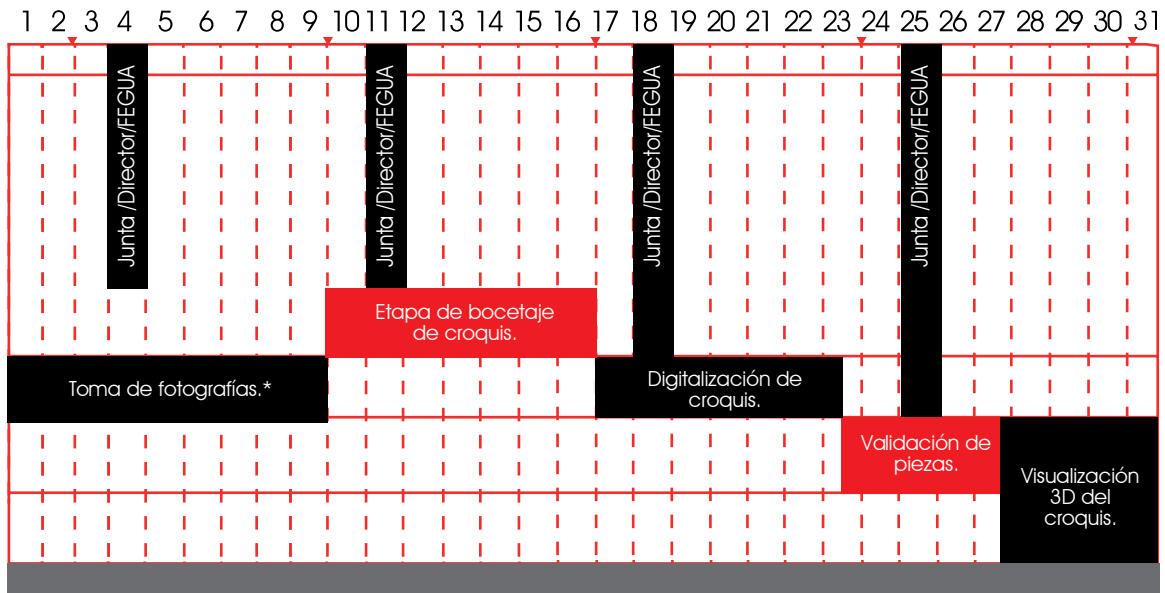 1 2 3 4 5 6 7 8 9 10 11 12 13 14 15 16 17 18 19 20 21 22 23 24 25 26 27 28 29 30 31
Junta /Director/FEGUA
Junta /Director/FEGUA
Junta /Director/FEGUA
Junta /Director/FEGUA
Etapa de bocetaje
de croquis.
Toma de fotografías.*
Digitalización de
croquis.
Validación de
piezas.
Visualización
3D del
croquis.